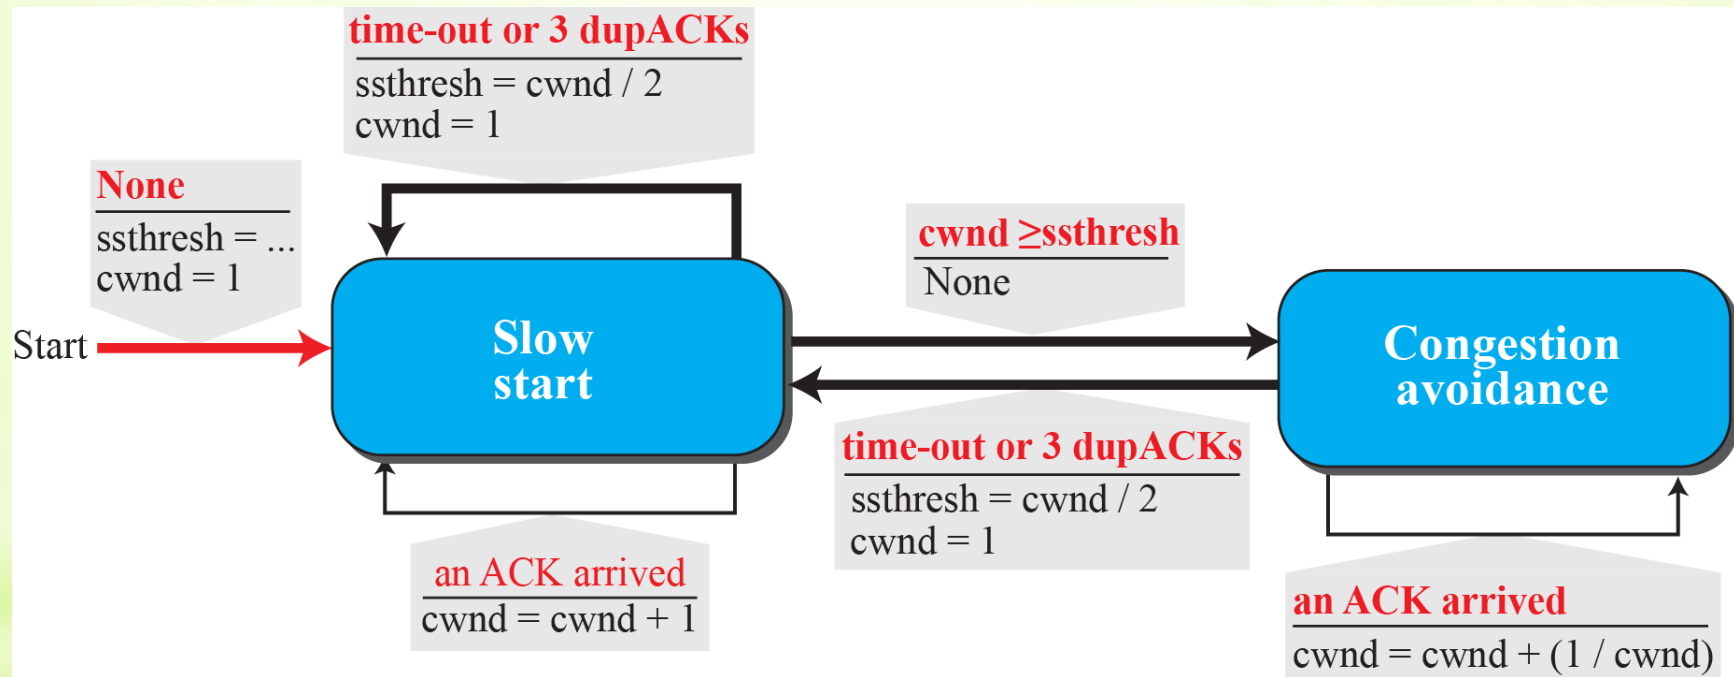 time-out or 3 dupACKs
ssthresh = cwnd / 2
cwnd = 1
None
ssthresh = ...
cwnd = 1
Start
Slow
start
cwnd ≥ssthresh
None
Congestion
avoidance
time-out or 3 dupACKs
ssthresh = cwnd / 2
cwnd = 1
an ACK arrived
cwnd = cwnd + 1
an ACK arrived
cwnd = cwnd + (1 / cwnd)